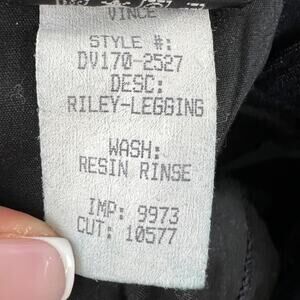 VINCE
STYLE #:
DV170-2527
DESC:
RILEY-LEGGING
WASH:
RESIN RINSE
IMP: 9973
CUT: 10577